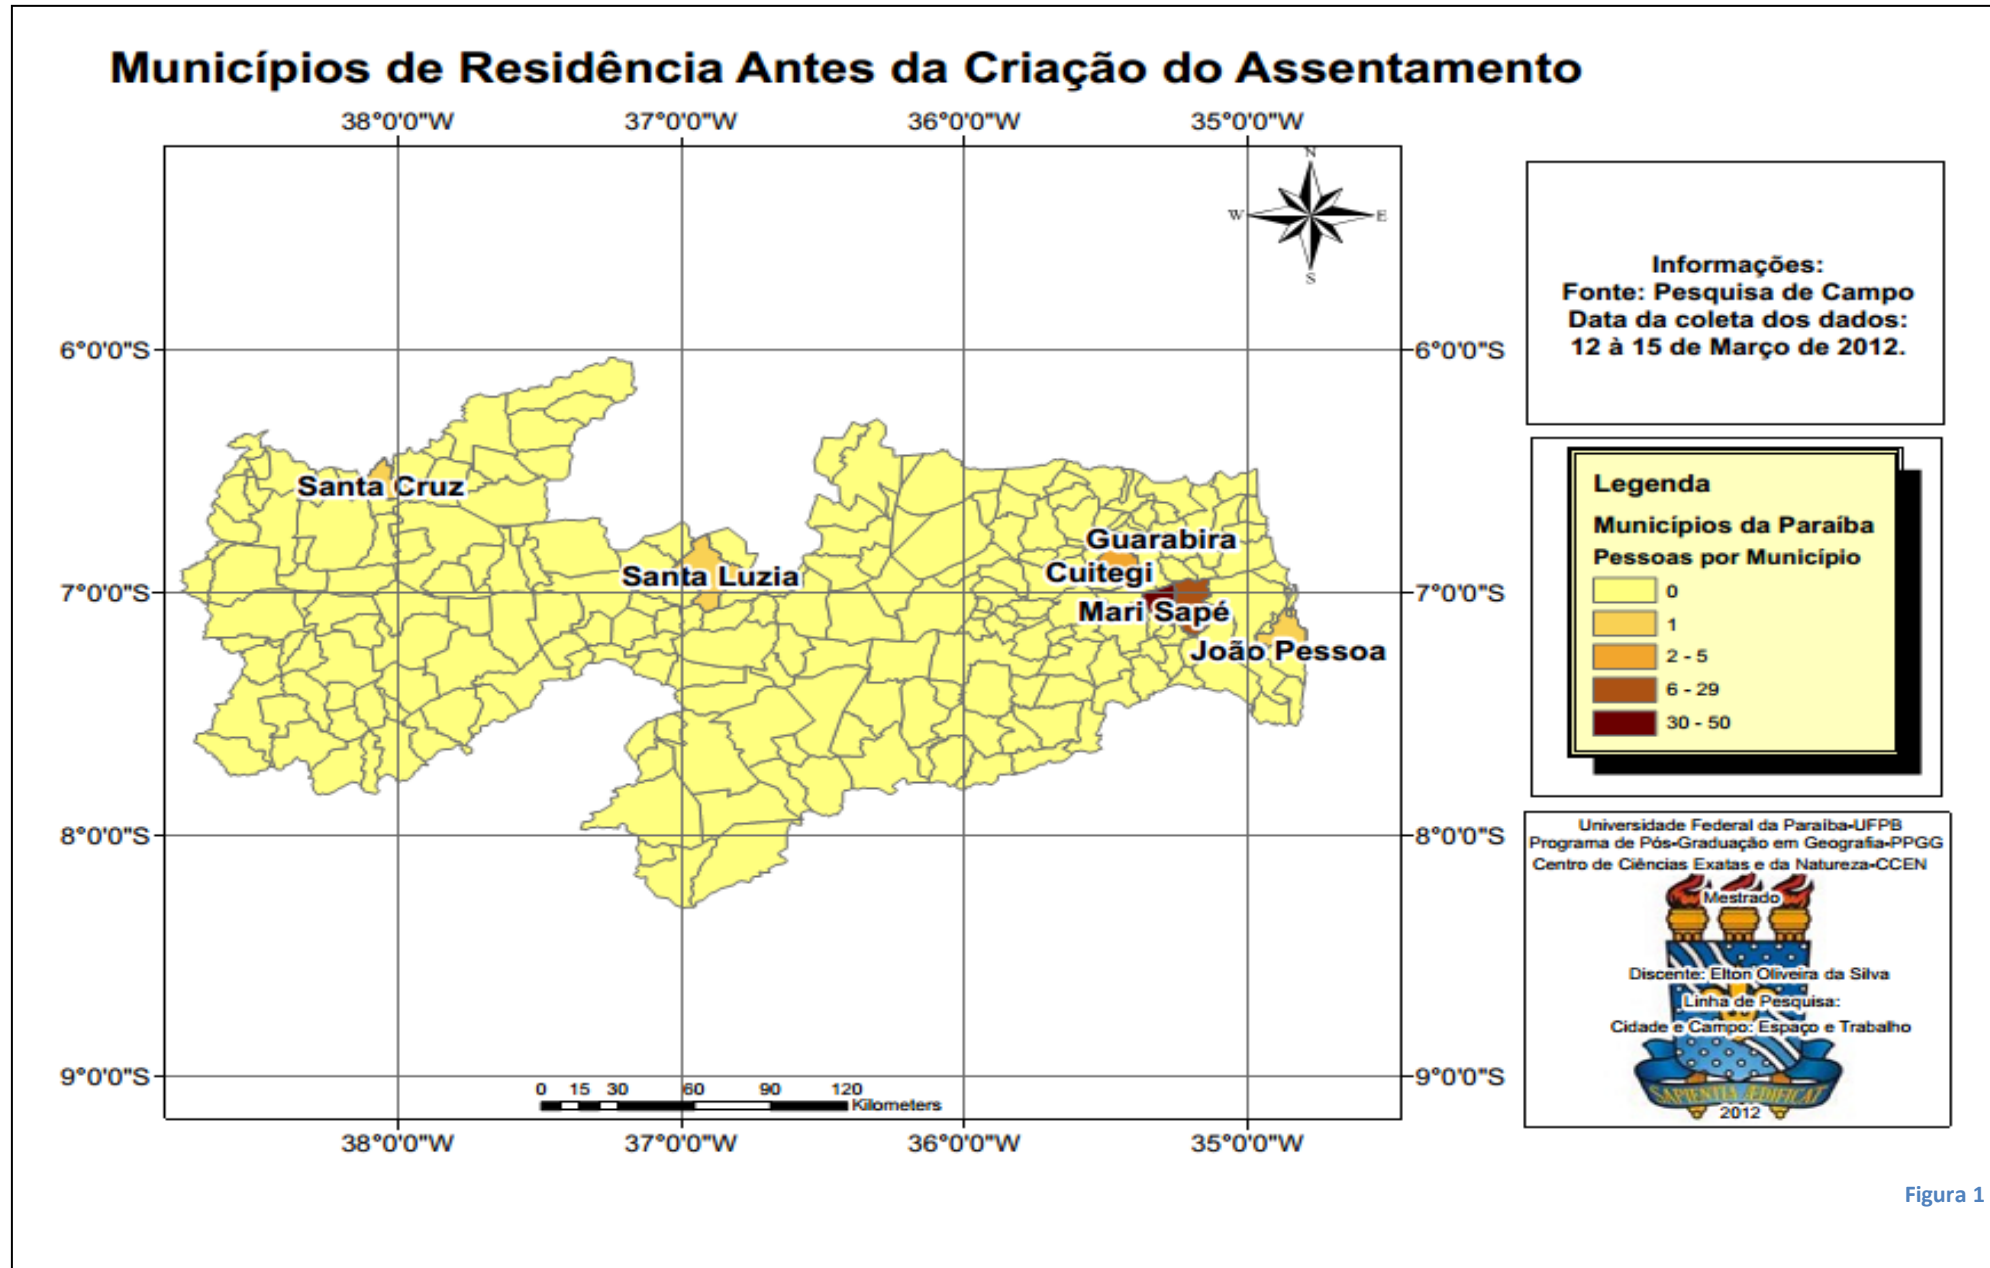 Municípios de Residência Antes da Criação do Assentamento
38°0'0"W 37°0'0"W 36°0'0"W 35°0'0"W
N
W E
S
6°0'0"S 6°0'0"S
7°0'0"S 7°0'0"S
8°0'0"S 8°0'0"S
9°0'0"S 9°0'0"S
Santa Cruz
Santa Luzia
Guarabira
Cuitegi
Mari Sapé
João Pessoa
0 15 30 60 90 120
Kilometers
38°0'0"W 37°0'0"W 36°0'0"W 35°0'0"W
Informações:
Fonte: Pesquisa de Campo
Data da coleta dos dados:
12 à 15 de Março de 2012.
Legenda
Municípios da Paraíba
Pessoas por Município
0
1
2 - 5
6 - 29
30 - 50
Universidade Federal da Paraíba-UFPB
Programa de Pós-Graduação em Geografia-PPGG
Centro de Ciências Exatas e da Natureza-CCEN
Mestrado
Discente: Elton Oliveira da Silva
Linha de Pesquisa:
Cidade e Campo: Espaço e Trabalho
SAPIENTIA ÆDIFICAT
2012
Figura 1